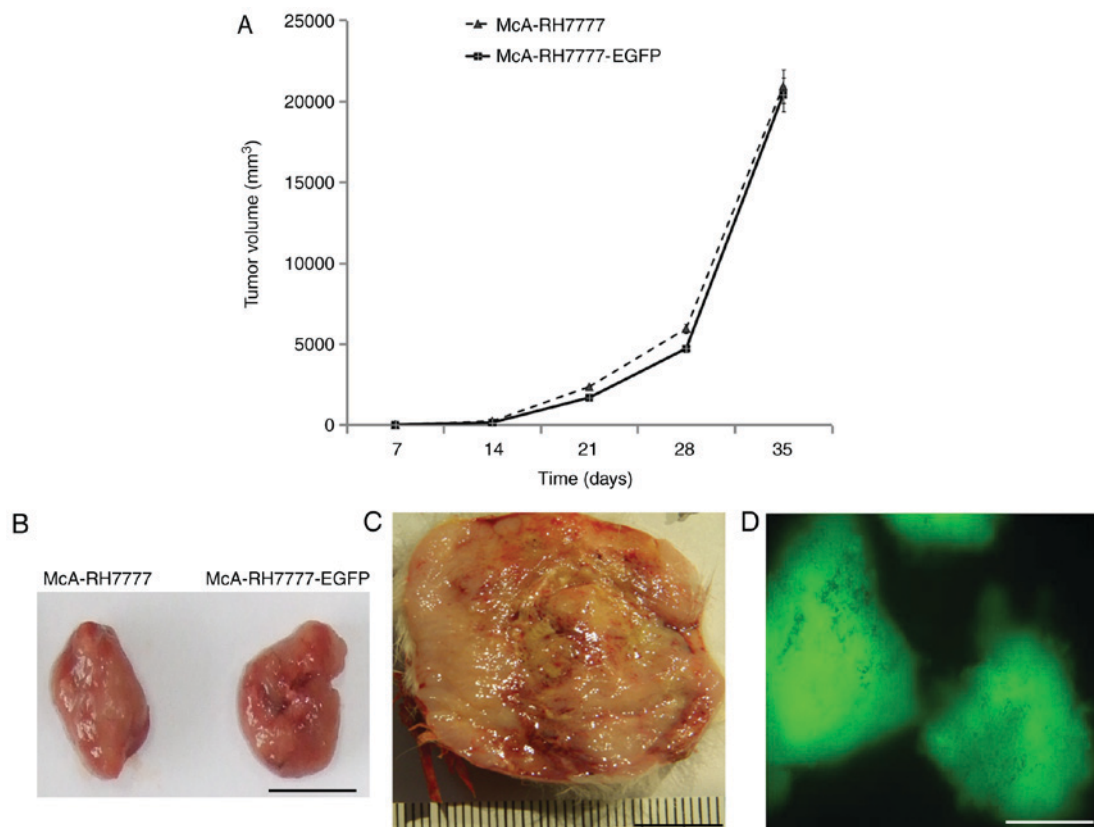 A
McA-RH7777
McA-RH7777-EGFP
Tumor volume (mm³)
25000
20000
15000
10000
5000
0
7 14 21 28 35
Time (days)
B
McA-RH7777 McA-RH7777-EGFP
C
D